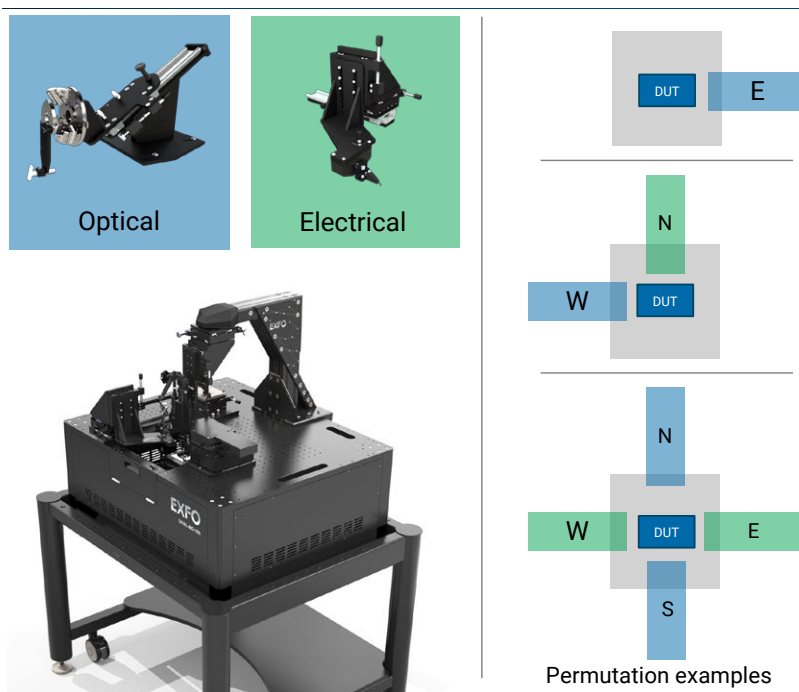 Optical
Electrical
EXFO
EXFO
DUT
E
N
W
DUT
N
W
DUT
E
S
Permutation examples